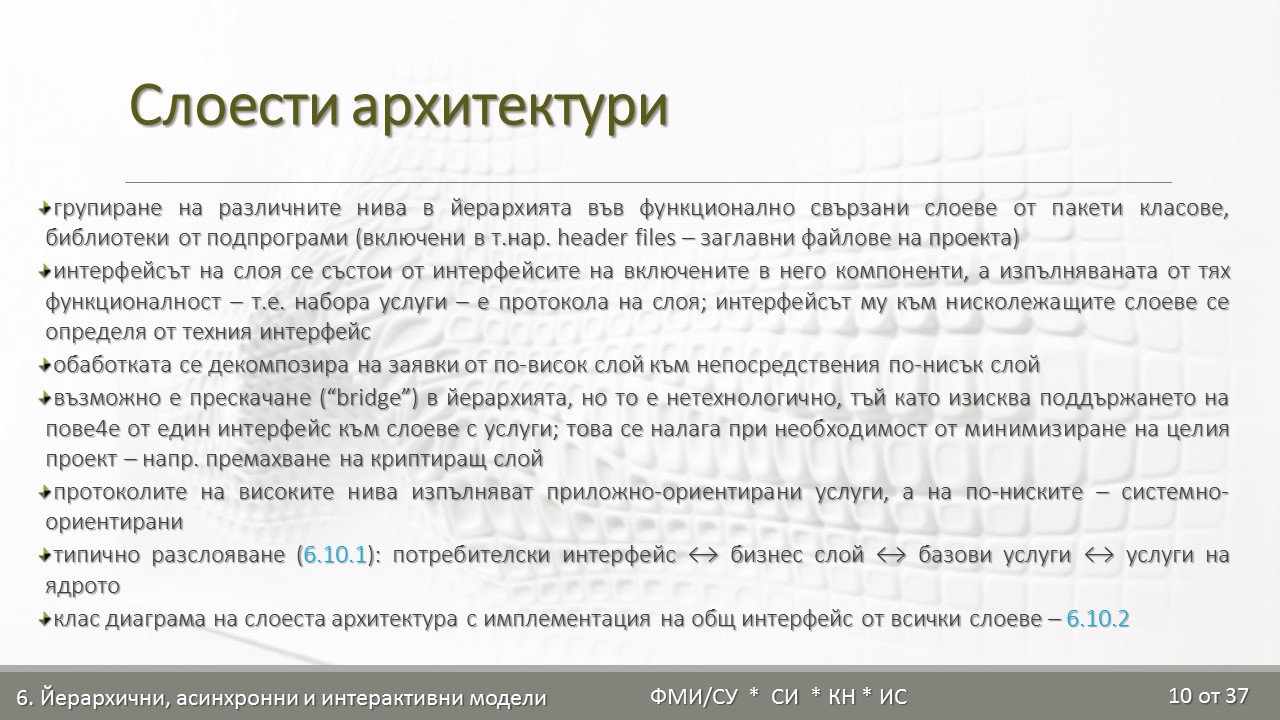 Слоести архитектури
групиране на различните нива в йерархията във функционално свързани слоеве от пакети класове,
библиотеки от подпрограми (включени в т.нар. header files – заглавни файлове на проекта)
интерфейсът на слоя се състои от интерфейсите на включените в него компоненти, а изпълняваната от тях
функционалност – т.е. набора услуги – е протокола на слоя; интерфейсът му към нисколежащите слоеве се
определя от техния интерфейс
обаботката се декомпозира на заявки от по-висок слой към непосредствения по-нисък слой
възможно е прескачане (“bridge”) в йерархията, но то е нетехнологично, тъй като изисква поддържането на
пове4е от един интерфейс към слоеве с услуги; това се налага при необходимост от минимизиране на целия
проект – напр. премахване на криптиращ слой
протоколите на високите нива изпълняват приложно-ориентирани услуги, а на по-ниските – системно-
ориентирани
типично разслояване (6.10.1): потребителски интерфейс ↔ бизнес слой ↔ базови услуги ↔ услуги на
ядрото
клас диаграма на слоеста архитектура с имплементация на общ интерфейс от всички слоеве – 6.10.2
6. Йерархични, асинхронни и интерактивни модели
ФМИ/СУ * СИ * КН * ИС
10 от 37